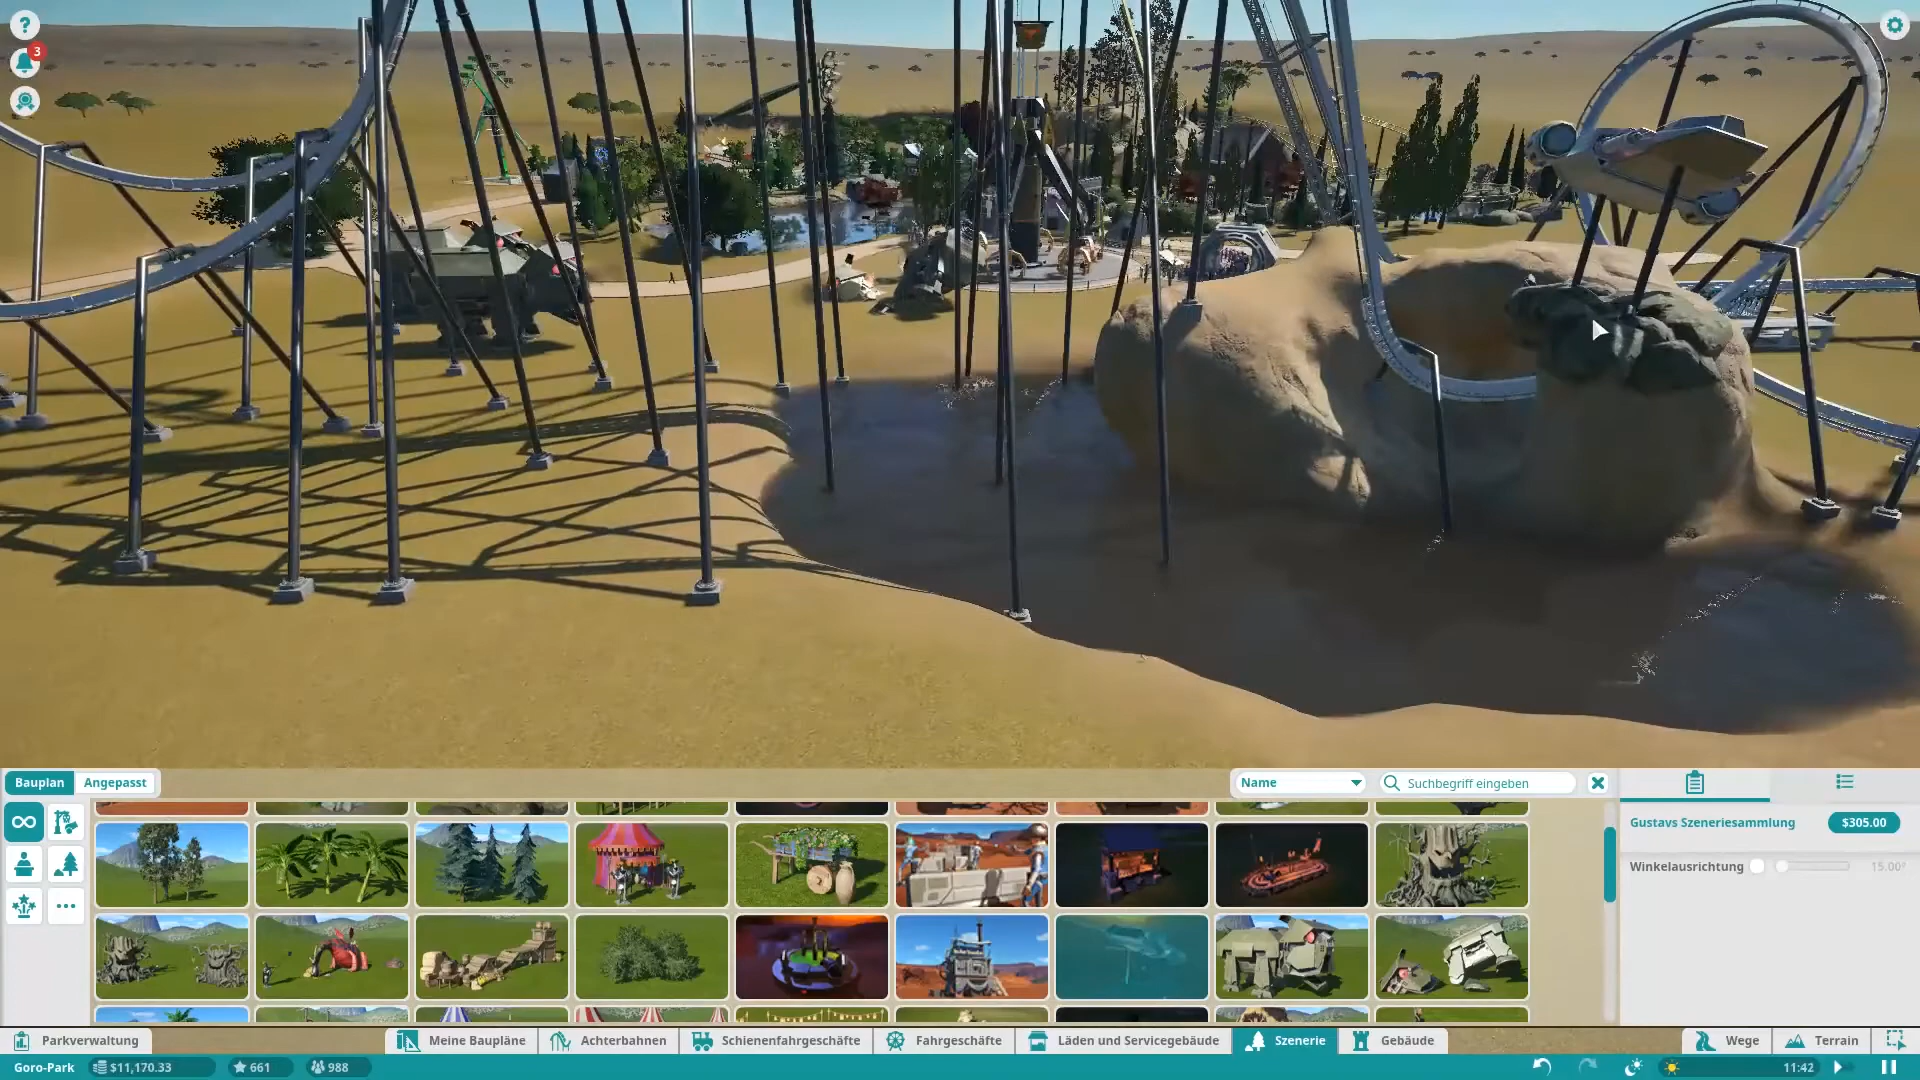 ?
3
Bauplan Angepasst
Name
Suchbegriff eingeben
Gustavs Szeneriesammlung $305.00
Winkelausrichtung 15.00°
Parkverwaltung
Meine Baupläne
Achterbahnen
Schienenfahrgeschäfte
Fahrgeschäfte
Läden und Servicegebäude
Szenerie
Gebäude
Wege
Terrain
Goro-Park $11,170.33 661 988 11:42